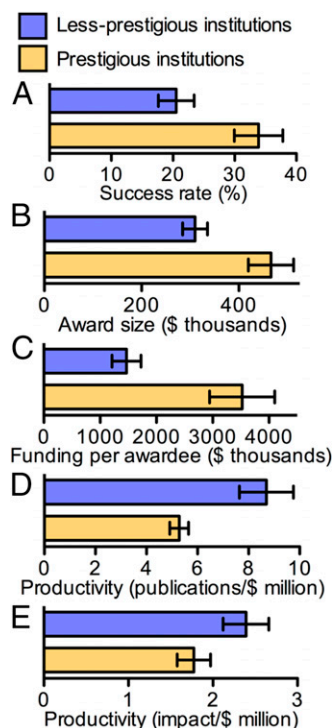 Less-prestigious institutions
Prestigious institutions
A
0 10 20 30 40
Success rate (%)
B
0 200 400
Award size ($ thousands)
C
0 1000 2000 3000 4000
Funding per awardee ($ thousands)
D
0 2 4 6 8 10
Productivity (publications/$ million)
E
0 1 2 3
Productivity (impact/$ million)